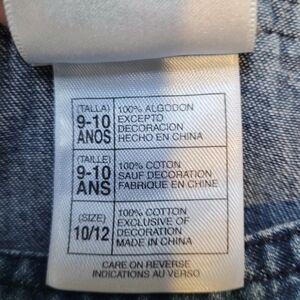 (TALLA)
9-10
ANOS
100% ALGODON
EXCEPTO
DECORACION
HECHO EN CHINA
(TAILLE)
9-10
ANS
100% COTON
SAUF DECORATION
FABRIQUE EN CHINE
(SIZE)
10/12
100% COTTON
EXCLUSIVE OF
DECORATION
MADE IN CHINA
CARE ON REVERSE
INDICATIONS AU VERSO